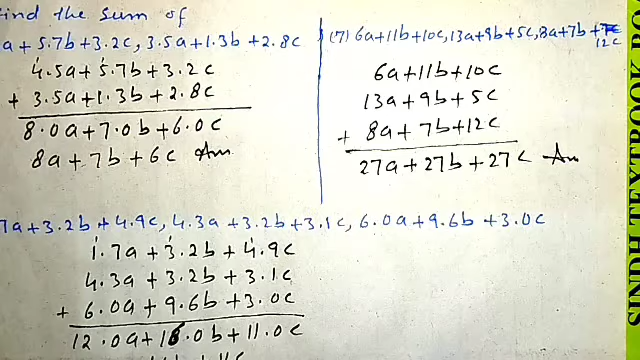 Find the sum of
a + 5.7b + 3.2c, 3.5a + 1.3b + 2.8c
4.5a + 5.7b + 3.2c
+ 3.5a + 1.3b + 2.8c
8.0a + 7.0b + 6.0c
8a + 7b + 6c Ans
(7) 6a+11b+10c, 13a+9b+5c, 8a+7b+
12c
6a+11b+10c
13a + 9b + 5c
+ 8a + 7b + 12c
27a + 27b + 27c Ans
7a + 3.2b + 4.9c, 4.3a + 3.2b + 3.1c, 6.0a + 9.6b + 3.0c
1.7a + 3.2b + 4.9c
4.3a + 3.2b + 3.1c
+ 6.0a + 9.6b + 3.0c
12.0a + 16.0b + 11.0c
SINDH TEXTBOOK BO